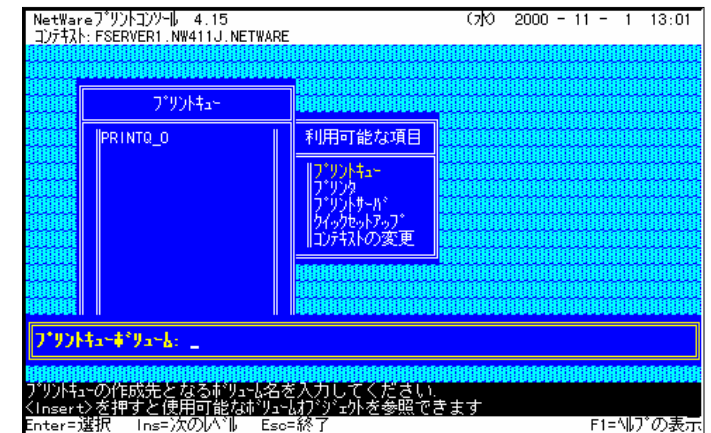 NetWareﾌﾟﾘﾝﾄｺﾝｿｰﾙ 4.15 (水) 2000 - 11 - 1 13:01
ｺﾝﾃｷｽﾄ: FSERVER1.NW411J.NETWARE
ﾌﾟﾘﾝﾄｷｭｰ
PRINTQ_0
利用可能な項目
ﾌﾟﾘﾝﾄｷｭｰ
ﾌﾟﾘﾝﾀ
ﾌﾟﾘﾝﾄｻｰﾊﾞ
ｸｲｯｸｾｯﾄｱｯﾌﾟ
ｺﾝﾃｷｽﾄの変更
ﾌﾟﾘﾝﾄｷｭｰﾎﾞﾘｭｰﾑ: _
ﾌﾟﾘﾝﾄｷｭｰの作成先となるﾎﾞﾘｭｰﾑ名を入力してください.
<Insert>を押すと使用可能なﾎﾞﾘｭｰﾑｵﾌﾞｼﾞｪｸﾄを参照できます
Enter=選択 Ins=次のﾚﾍﾞﾙ Esc=終了 F1=ﾍﾙﾌﾟの表示